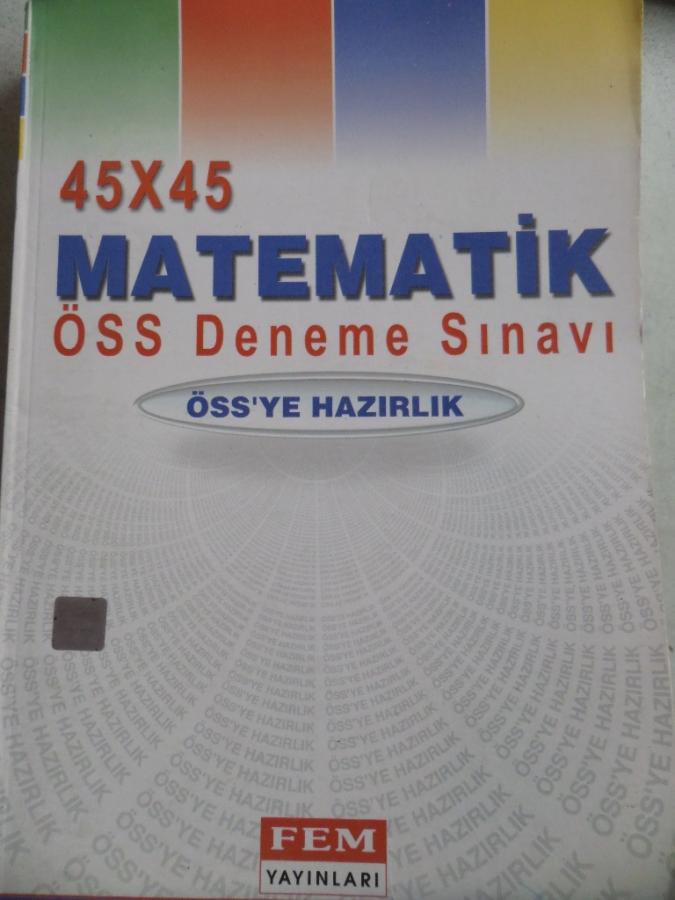 45X45
MATEMATİK
ÖSS Deneme Sınavı
ÖSS'YE HAZIRLIK
FEM
YAYINLARI